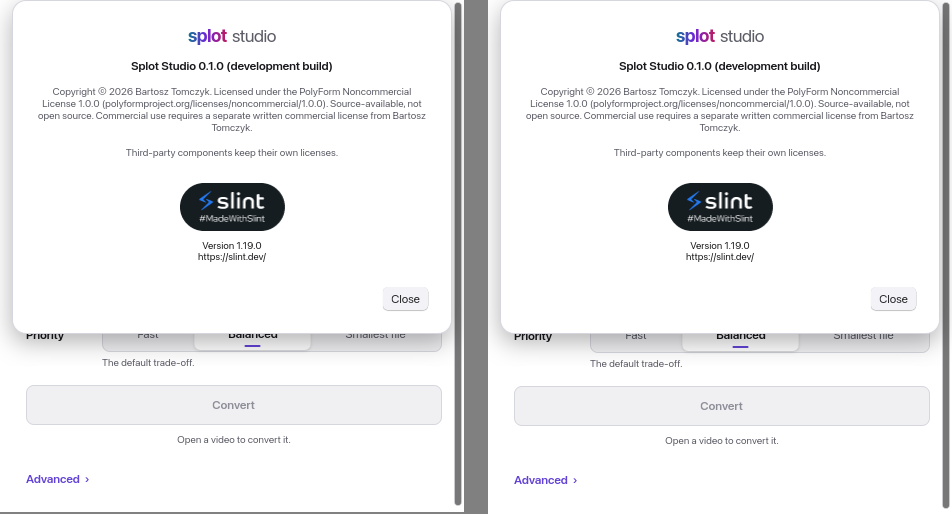 splot studio
Splot Studio 0.1.0 (development build)
Copyright © 2026 Bartosz Tomczyk. Licensed under the PolyForm Noncommercial
License 1.0.0 (polyformproject.org/licenses/noncommercial/1.0.0). Source-available, not
open source. Commercial use requires a separate written commercial license from Bartosz
Tomczyk.
Third-party components keep their own licenses.
slint
#MadeWithSlint
Version 1.19.0
https://slint.dev/
Close
Priority
Fast
Balanced
Smallest file
The default trade-off.
Convert
Open a video to convert it.
Advanced ›
splot studio
Splot Studio 0.1.0 (development build)
Copyright © 2026 Bartosz Tomczyk. Licensed under the PolyForm Noncommercial
License 1.0.0 (polyformproject.org/licenses/noncommercial/1.0.0). Source-available, not
open source. Commercial use requires a separate written commercial license from Bartosz
Tomczyk.
Third-party components keep their own licenses.
slint
#MadeWithSlint
Version 1.19.0
https://slint.dev/
Close
Priority
Fast
Balanced
Smallest file
The default trade-off.
Convert
Open a video to convert it.
Advanced ›